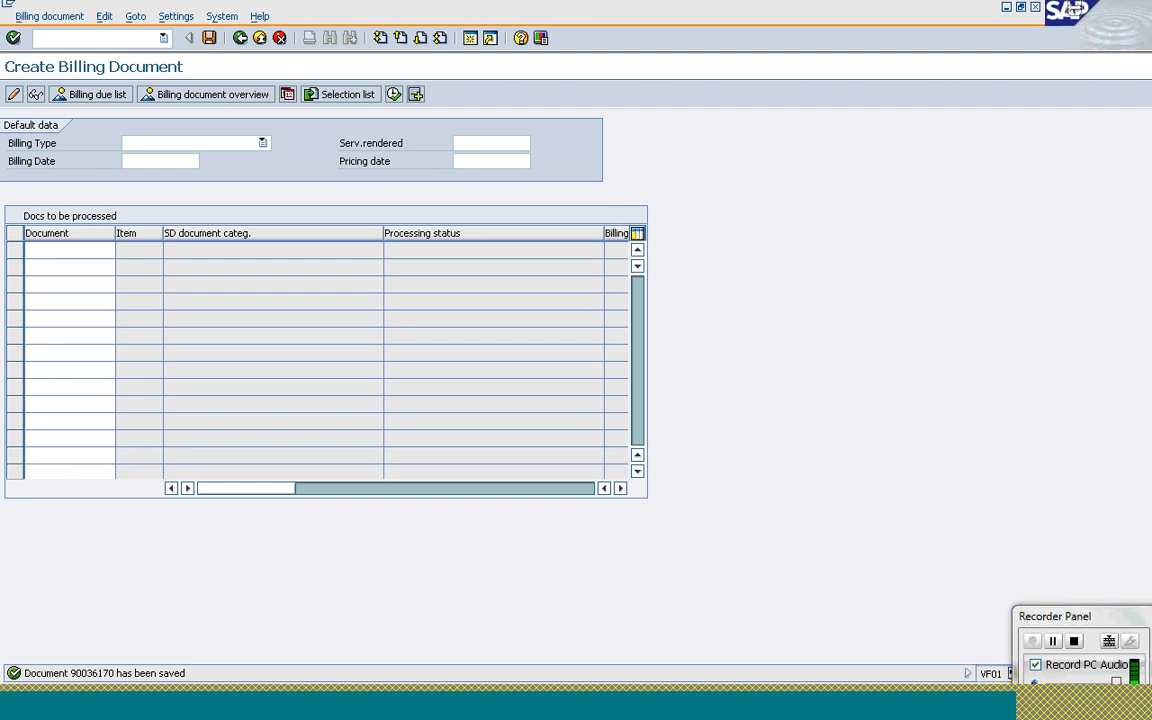 Billing document Edit Goto Settings System Help
SAP
Create Billing Document
Billing due list Billing document overview Selection list
Default data
Billing Type Serv.rendered
Billing Date Pricing date
Docs to be processed
Document Item SD document categ. Processing status Billing
Recorder Panel
Record PC Audio
Document 90036170 has been saved VF01